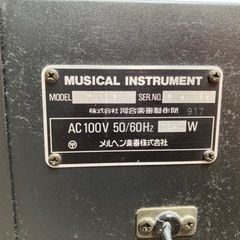 MUSICAL INSTRUMENT
MODEL SER.NO.
株式会社 河合楽器製作所 917
AC 100V 50/60Hz W
メルヘン楽器株式会社